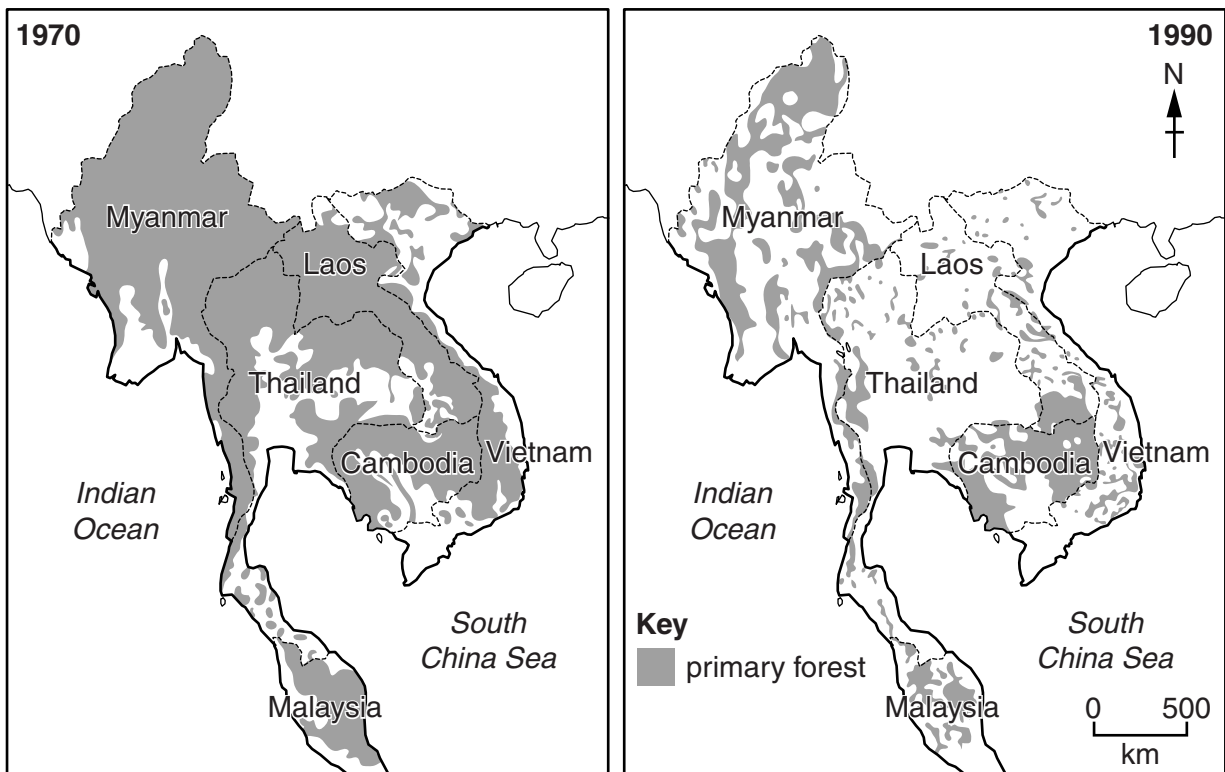 1970
Myanmar
Laos
Thailand
Cambodia
Vietnam
Indian
Ocean
South
China Sea
Malaysia
1990
N
Myanmar
Laos
Thailand
Cambodia
Vietnam
Indian
Ocean
Key
primary forest
South
China Sea
Malaysia
0 500
km